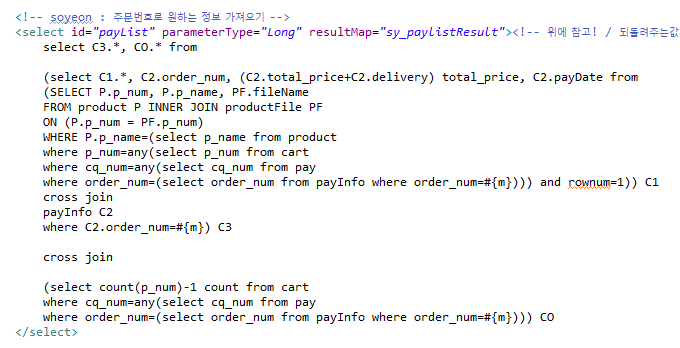 <!-- soyeon : 주문번호로 원하는 정보 가져오기 -->
<select id="payList" parameterType="Long" resultMap="sy_paylistResult"><!-- 위에 참고! / 되돌려주는값
select C3.*, CO.* from
(select C1.*, C2.order_num, (C2.total_price+C2.delivery) total_price, C2.payDate from
(SELECT P.p_num, P.p_name, PF.fileName
FROM product P INNER JOIN productFile PF
ON (P.p_num = PF.p_num)
WHERE P.p_name=(select p_name from product
where p_num=any(select p_num from cart
where cq_num=any(select cq_num from pay
where order_num=(select order_num from payInfo where order_num=#{m}))) and rownum=1)) C1
cross join
payInfo C2
where C2.order_num=#{m}) C3
cross join
(select count(p_num)-1 count from cart
where cq_num=any(select cq_num from pay
where order_num=(select order_num from payInfo where order_num=#{m}))) CO
</select>